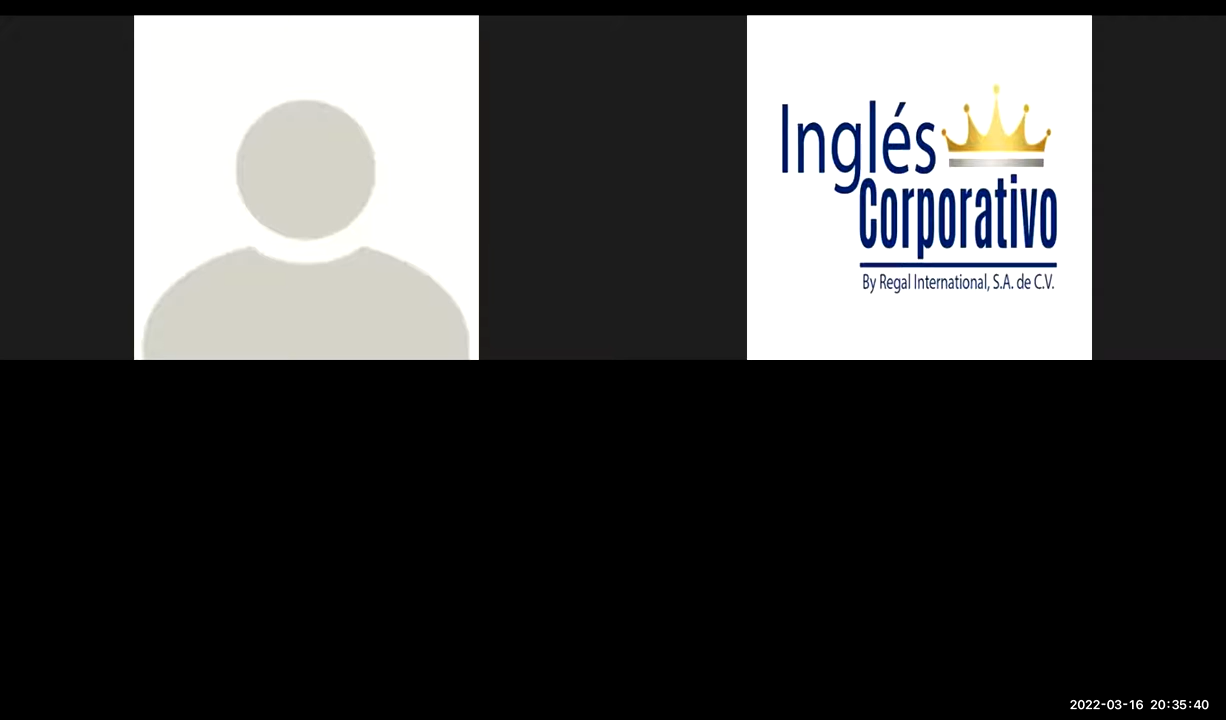 Inglés
Corporativo
By Regal International, S.A. de C.V.
2022-03-16 20:35:40